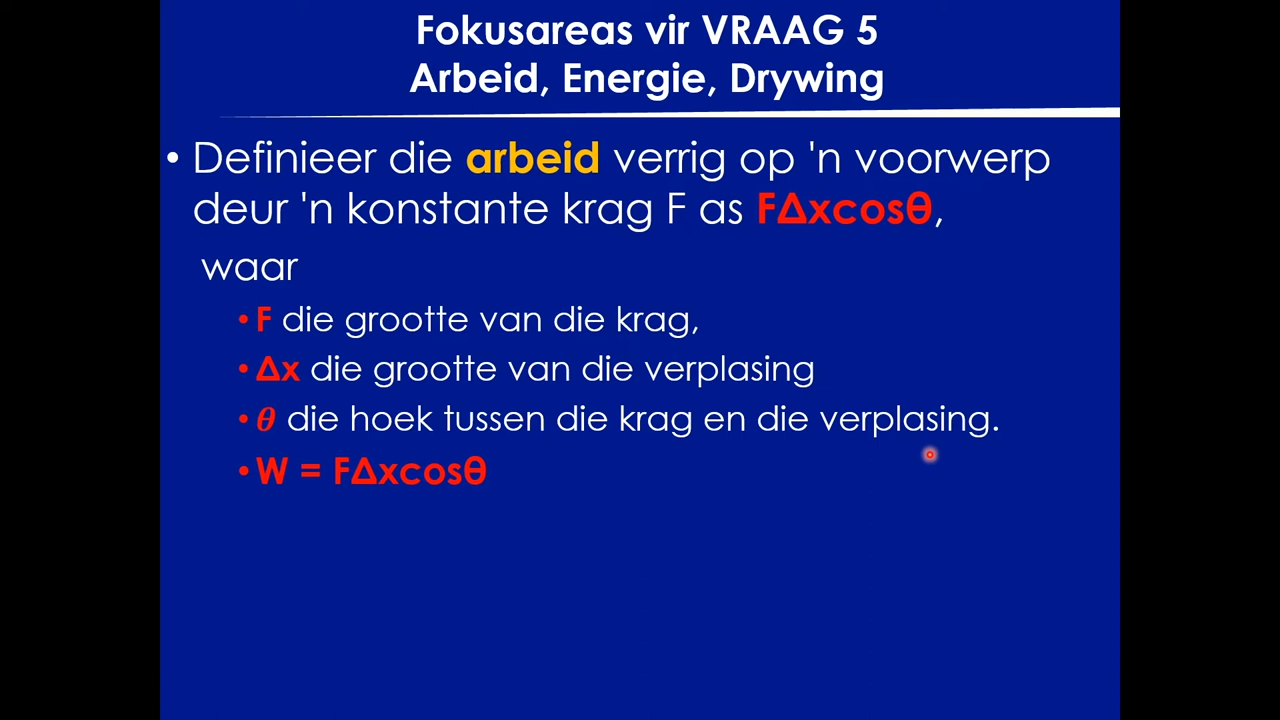 Fokusareas vir VRAAG 5
Arbeid, Energie, Drywing
• Definieer die arbeid verrig op 'n voorwerp
deur 'n konstante krag F as FΔxcosθ,
waar
• F die grootte van die krag,
• Δx die grootte van die verplasing
• θ die hoek tussen die krag en die verplasing.
• W = FΔxcosθ